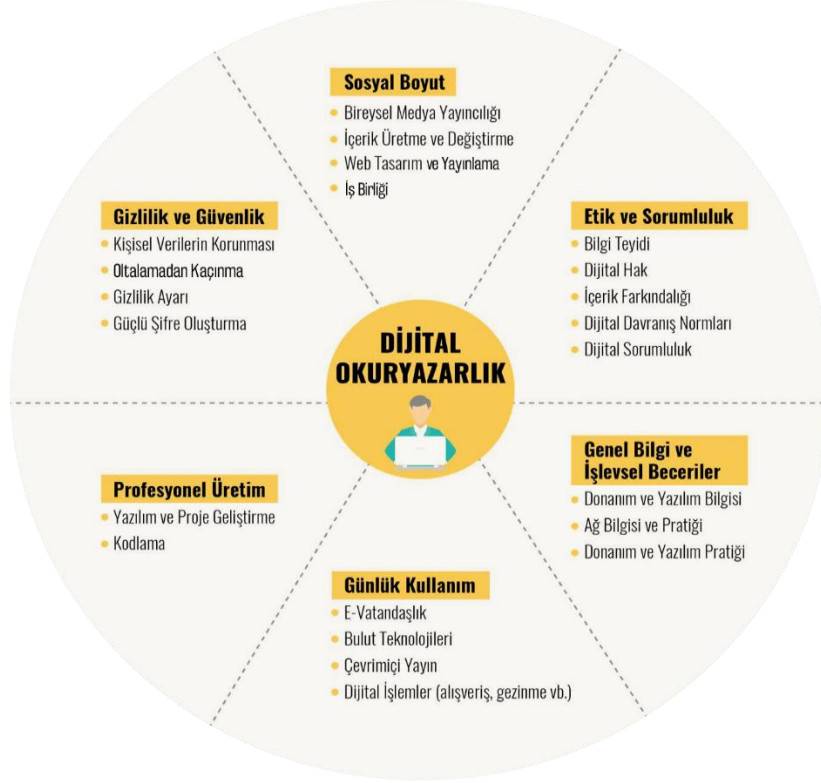 Sosyal Boyut
Bireysel Medya Yayıncılığı
İçerik Üretme ve Değiştirme
Web Tasarım ve Yayınlama
İş Birliği
Gizlilik ve Güvenlik
Kişisel Verilerin Korunması
Oltalamadan Kaçınma
Gizlilik Ayarı
Güçlü Şifre Oluşturma
Etik ve Sorumluluk
Bilgi Teyidi
Dijital Hak
İçerik Farkındalığı
Dijital Davranış Normları
Dijital Sorumluluk
DİJİTAL
OKURYAZARLIK
Profesyonel Üretim
Yazılım ve Proje Geliştirme
Kodlama
Genel Bilgi ve
İşlevsel Beceriler
Donanım ve Yazılım Bilgisi
Ağ Bilgisi ve Pratiği
Donanım ve Yazılım Pratiği
Günlük Kullanım
E-Vatandaşlık
Bulut Teknolojileri
Çevrimiçi Yayın
Dijital İşlemler (alışveriş, gezinme vb.)